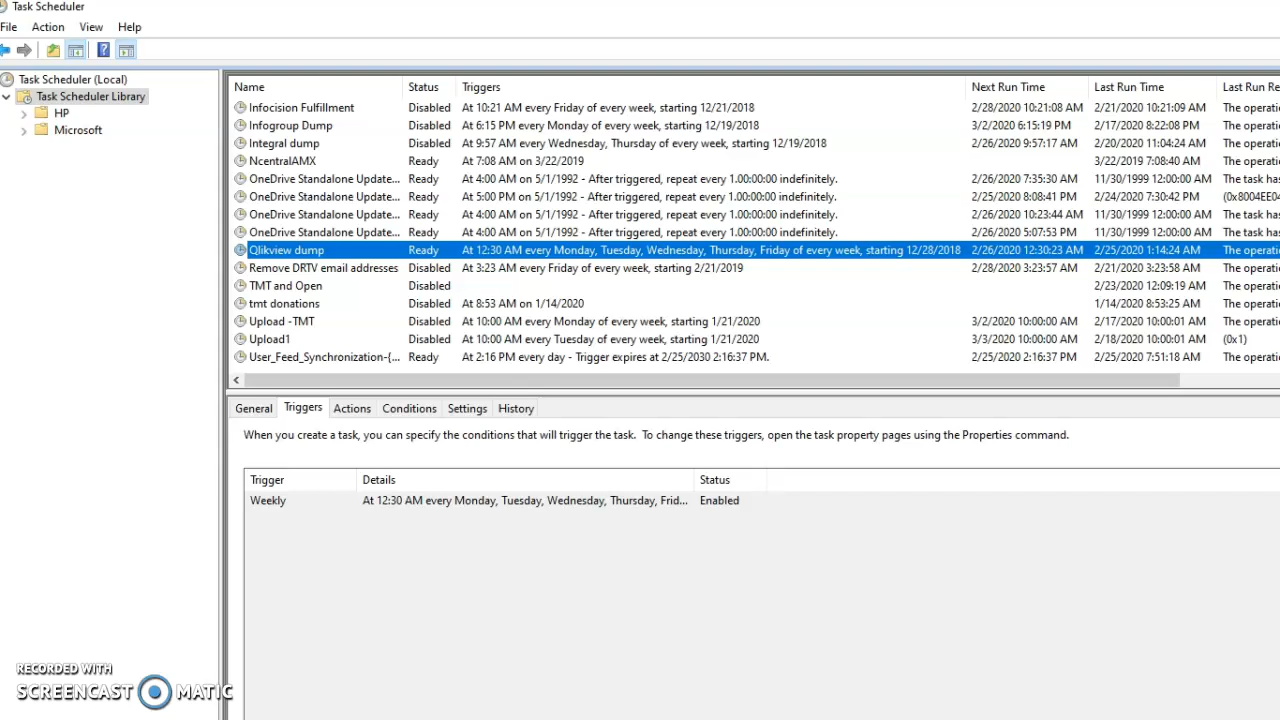 Task Scheduler
File Action View Help
Task Scheduler (Local)
Task Scheduler Library
HP
Microsoft
Name Status Triggers Next Run Time Last Run Time Last Run Re
Infocision Fulfillment Disabled At 10:21 AM every Friday of every week, starting 12/21/2018 2/28/2020 10:21:08 AM 2/21/2020 10:21:09 AM The operati
Infogroup Dump Disabled At 6:15 PM every Monday of every week, starting 12/19/2018 3/2/2020 6:15:19 PM 2/17/2020 8:22:08 PM The operati
Integral dump Disabled At 9:57 AM every Wednesday, Thursday of every week, starting 12/19/2018 2/26/2020 9:57:17 AM 2/20/2020 11:04:24 AM The operati
NcentralAMX Ready At 7:08 AM on 3/22/2019 3/22/2019 7:08:40 AM The operati
OneDrive Standalone Update... Ready At 4:00 AM on 5/1/1992 - After triggered, repeat every 1.00:00:00 indefinitely. 2/26/2020 7:35:30 AM 11/30/1999 12:00:00 AM The task has
OneDrive Standalone Update... Ready At 5:00 PM on 5/1/1992 - After triggered, repeat every 1.00:00:00 indefinitely. 2/25/2020 8:08:41 PM 2/24/2020 7:30:42 PM (0x8004EE04
OneDrive Standalone Update... Ready At 4:00 AM on 5/1/1992 - After triggered, repeat every 1.00:00:00 indefinitely. 2/26/2020 10:23:44 AM 11/30/1999 12:00:00 AM The task has
OneDrive Standalone Update... Ready At 4:00 AM on 5/1/1992 - After triggered, repeat every 1.00:00:00 indefinitely. 2/26/2020 5:07:53 PM 11/30/1999 12:00:00 AM The task has
Qlikview dump Ready At 12:30 AM every Monday, Tuesday, Wednesday, Thursday, Friday of every week, starting 12/28/2018 2/26/2020 12:30:23 AM 2/25/2020 1:14:24 AM The operati
Remove DRTV email addresses Disabled At 3:23 AM every Friday of every week, starting 2/21/2019 2/28/2020 3:23:57 AM 2/21/2020 3:23:58 AM The operati
TMT and Open Disabled 2/23/2020 12:09:19 AM The operati
tmt donations Disabled At 8:53 AM on 1/14/2020 1/14/2020 8:53:25 AM The operati
Upload -TMT Disabled At 10:00 AM every Monday of every week, starting 1/21/2020 3/2/2020 10:00:00 AM 2/17/2020 10:00:01 AM The operati
Upload1 Disabled At 10:00 AM every Tuesday of every week, starting 1/21/2020 3/3/2020 10:00:00 AM 2/18/2020 10:00:01 AM (0x1)
User_Feed_Synchronization-{... Ready At 2:16 PM every day - Trigger expires at 2/25/2030 2:16:37 PM. 2/25/2020 2:16:37 PM 2/25/2020 7:51:18 AM The operati
General Triggers Actions Conditions Settings History
When you create a task, you can specify the conditions that will trigger the task. To change these triggers, open the task property pages using the Properties command.
Trigger Details Status
Weekly At 12:30 AM every Monday, Tuesday, Wednesday, Thursday, Frid... Enabled
RECORDED WITH
SCREENCAST MATIC